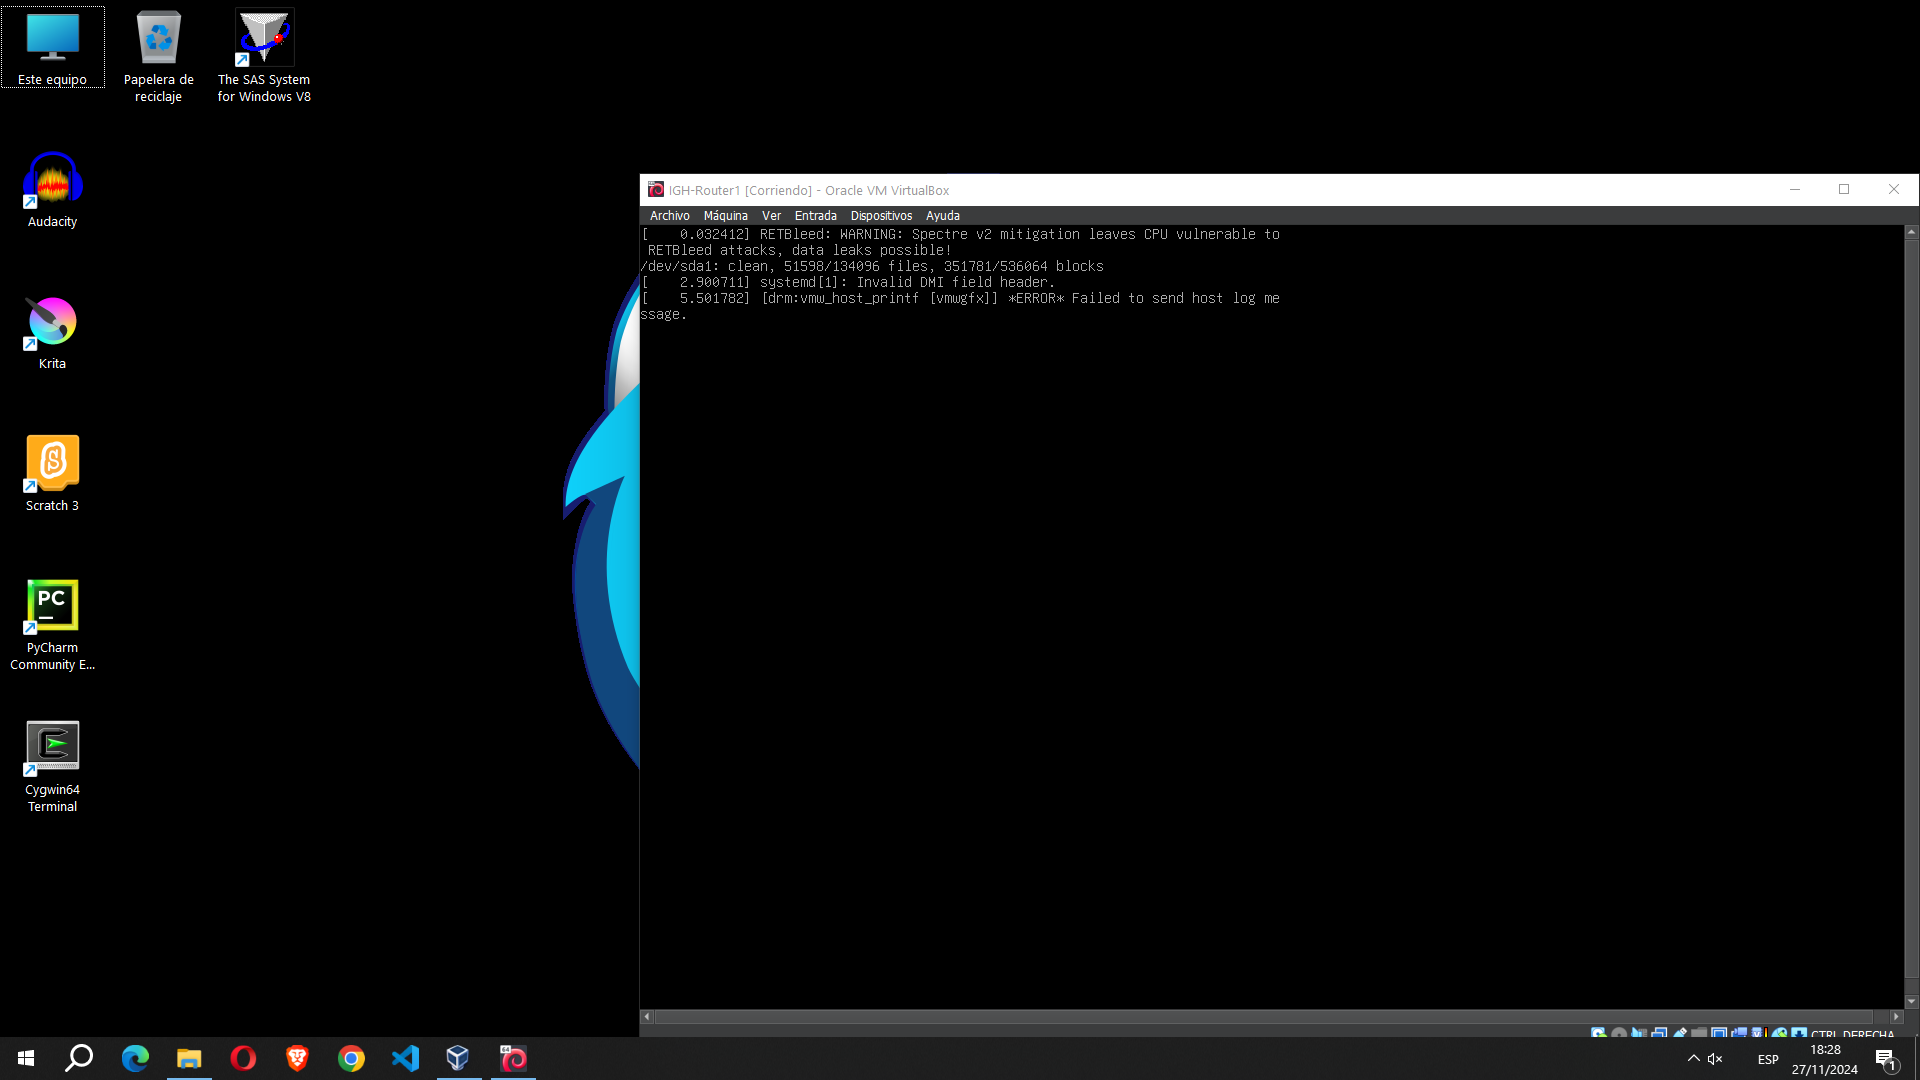 Este equipo
Papelera de
reciclaje
The SAS System
for Windows V8
Audacity
Krita
Scratch 3
PC
PyCharm
Community E...
Cygwin64
Terminal
IGH-Router1 [Corriendo] - Oracle VM VirtualBox
Archivo Máquina Ver Entrada Dispositivos Ayuda
[    0.032412] RETBleed: WARNING: Spectre v2 mitigation leaves CPU vulnerable to
 RETBleed attacks, data leaks possible!
/dev/sda1: clean, 51598/134096 files, 351781/536064 blocks
[    2.900711] systemd[1]: Invalid DMI field header.
[    5.501782] [drm:vmw_host_printf [vmwgfx]] *ERROR* Failed to send host log me
ssage.
CTRL DERECHA
ESP
18:28
27/11/2024
1